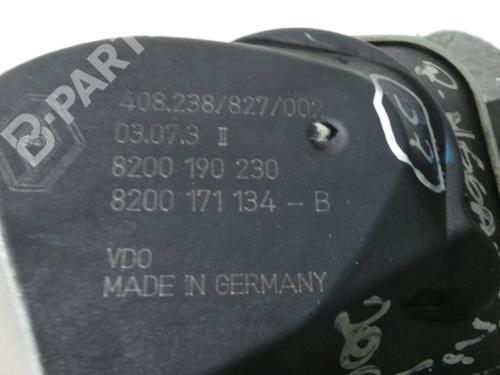 B-PARTS
408.238/827/002
03.07.3 II
8200 190 230
8200 171 134 - B
VDO
MADE IN GERMANY